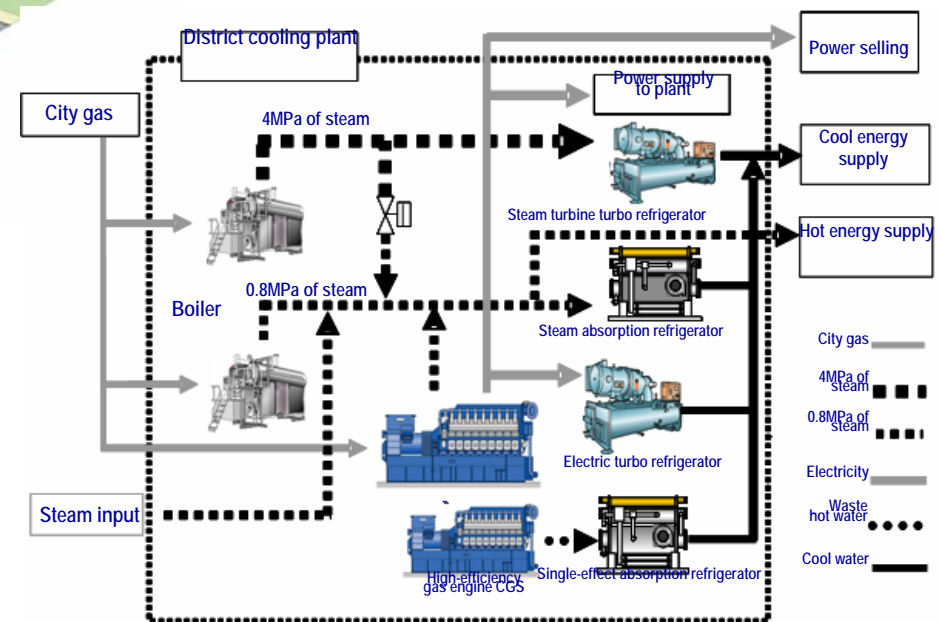 District cooling plant
Power selling
Power supply
to plant
City gas
4MPa of steam
Cool energy
supply
Steam turbine turbo refrigerator
Hot energy supply
0.8MPa of steam
Boiler
Steam absorption refrigerator
City gas
4MPa of
steam
0.8MPa of
steam
Electric turbo refrigerator
Electricity
Steam input
Waste
hot water
Cool water
High-efficiency
gas engine CGS
Single-effect absorption refrigerator